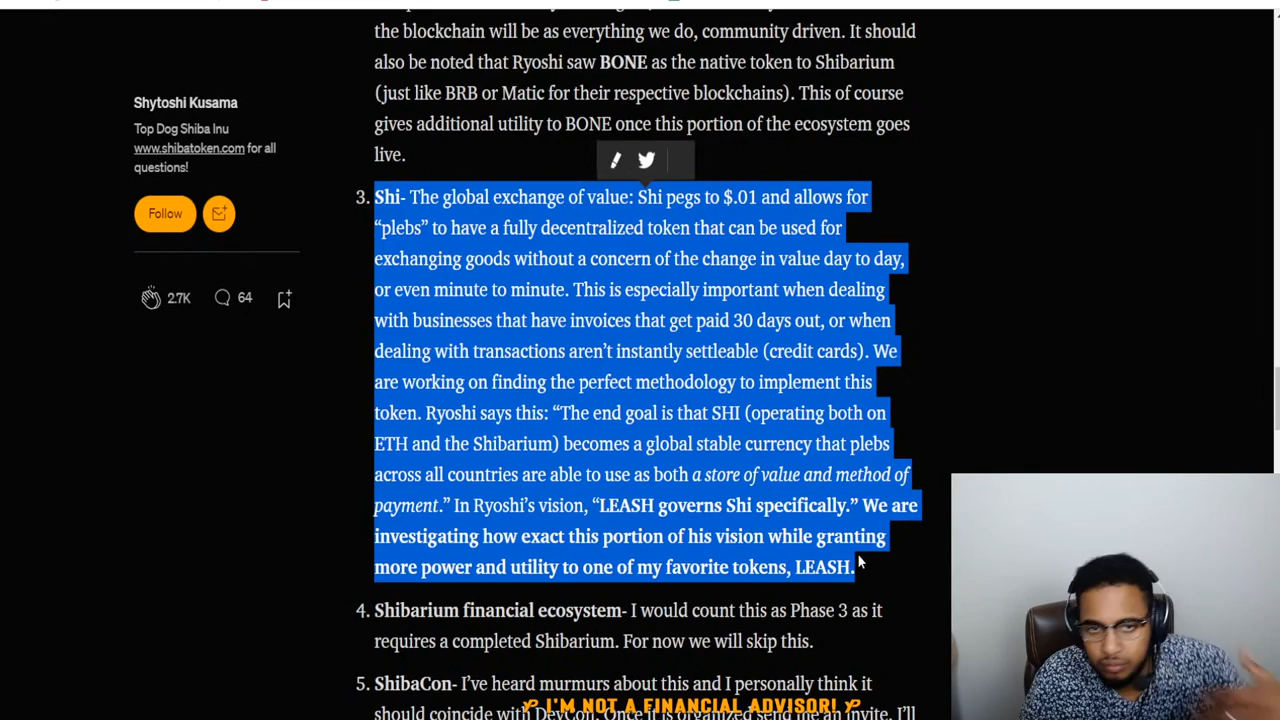 the blockchain will be as everything we do, community driven. It should
also be noted that Ryoshi saw BONE as the native token to Shibarium
(just like BRB or Matic for their respective blockchains). This of course
gives additional utility to BONE once this portion of the ecosystem goes
live.
Shytoshi Kusama
Top Dog Shiba Inu
www.shibatoken.com for all
questions!
Follow
2.7K
64
3. Shi- The global exchange of value: Shi pegs to $.01 and allows for
“plebs” to have a fully decentralized token that can be used for
exchanging goods without a concern of the change in value day to day,
or even minute to minute. This is especially important when dealing
with businesses that have invoices that get paid 30 days out, or when
dealing with transactions aren’t instantly settleable (credit cards). We
are working on finding the perfect methodology to implement this
token. Ryoshi says this: “The end goal is that SHI (operating both on
ETH and the Shibarium) becomes a global stable currency that plebs
across all countries are able to use as both a store of value and method of
payment.” In Ryoshi’s vision, “LEASH governs Shi specifically.” We are
investigating how exact this portion of his vision while granting
more power and utility to one of my favorite tokens, LEASH.
4. Shibarium financial ecosystem- I would count this as Phase 3 as it
requires a completed Shibarium. For now we will skip this.
5. ShibaCon- I’ve heard murmurs about this and I personally think it
should coincide with DevCon. Once it is organized send me an invite. I’ll
I'M NOT A FINANCIAL ADVISOR!